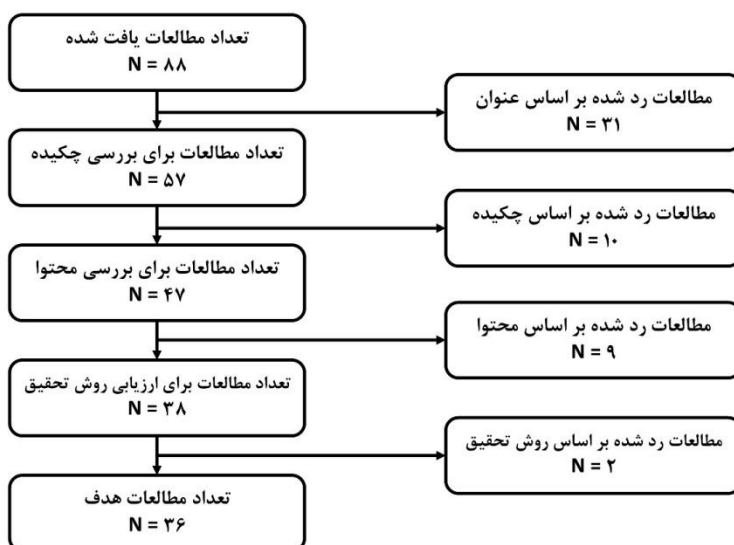 تعداد مطالعات یافت شده
N = ۸۸
مطالعات رد شده بر اساس عنوان
N = ۳۱
تعداد مطالعات برای بررسی چکیده
N = ۵۷
مطالعات رد شده بر اساس چکیده
N = ۱۰
تعداد مطالعات برای بررسی محتوا
N = ۴۷
مطالعات رد شده بر اساس محتوا
N = ۹
تعداد مطالعات برای ارزیابی روش تحقیق
N = ۳۸
مطالعات رد شده بر اساس روش تحقیق
N = ۲
تعداد مطالعات هدف
N = ۳۶